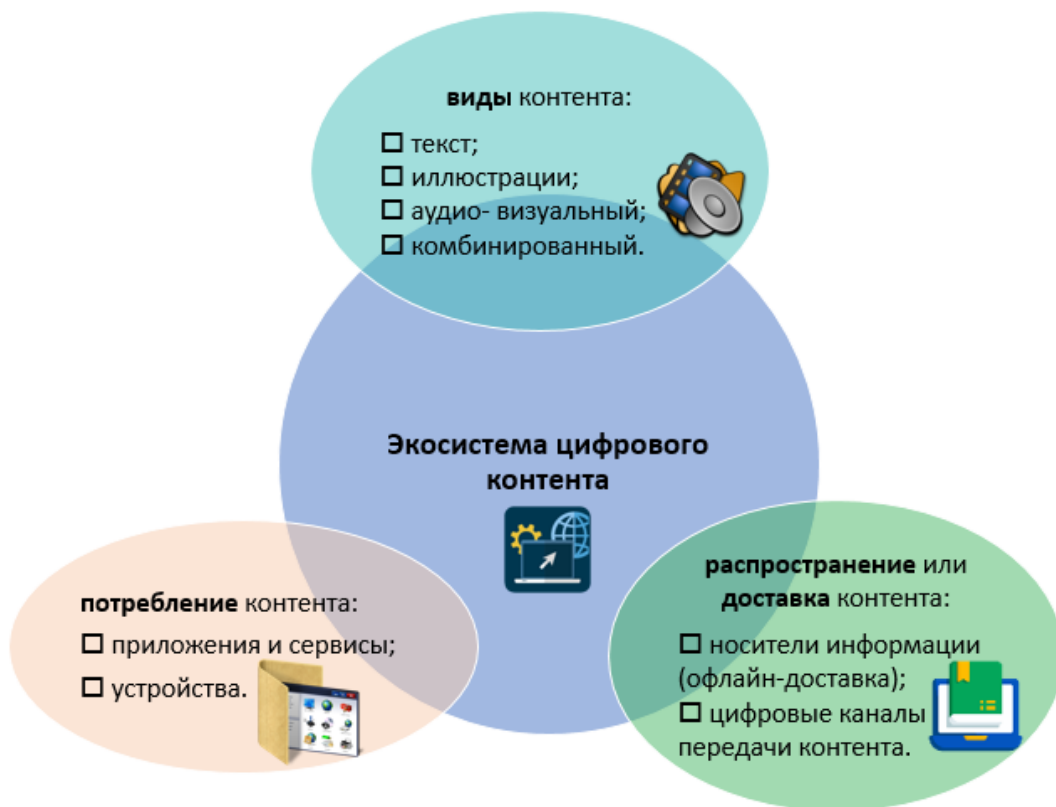 виды контента:
☐ текст;
☐ иллюстрации;
☐ аудио- визуальный;
☐ комбинированный.
Экосистема цифрового
контента
потребление контента:
☐ приложения и сервисы;
☐ устройства.
распространение или
доставка контента:
☐ носители информации
(офлайн-доставка);
☐ цифровые каналы
передачи контента.